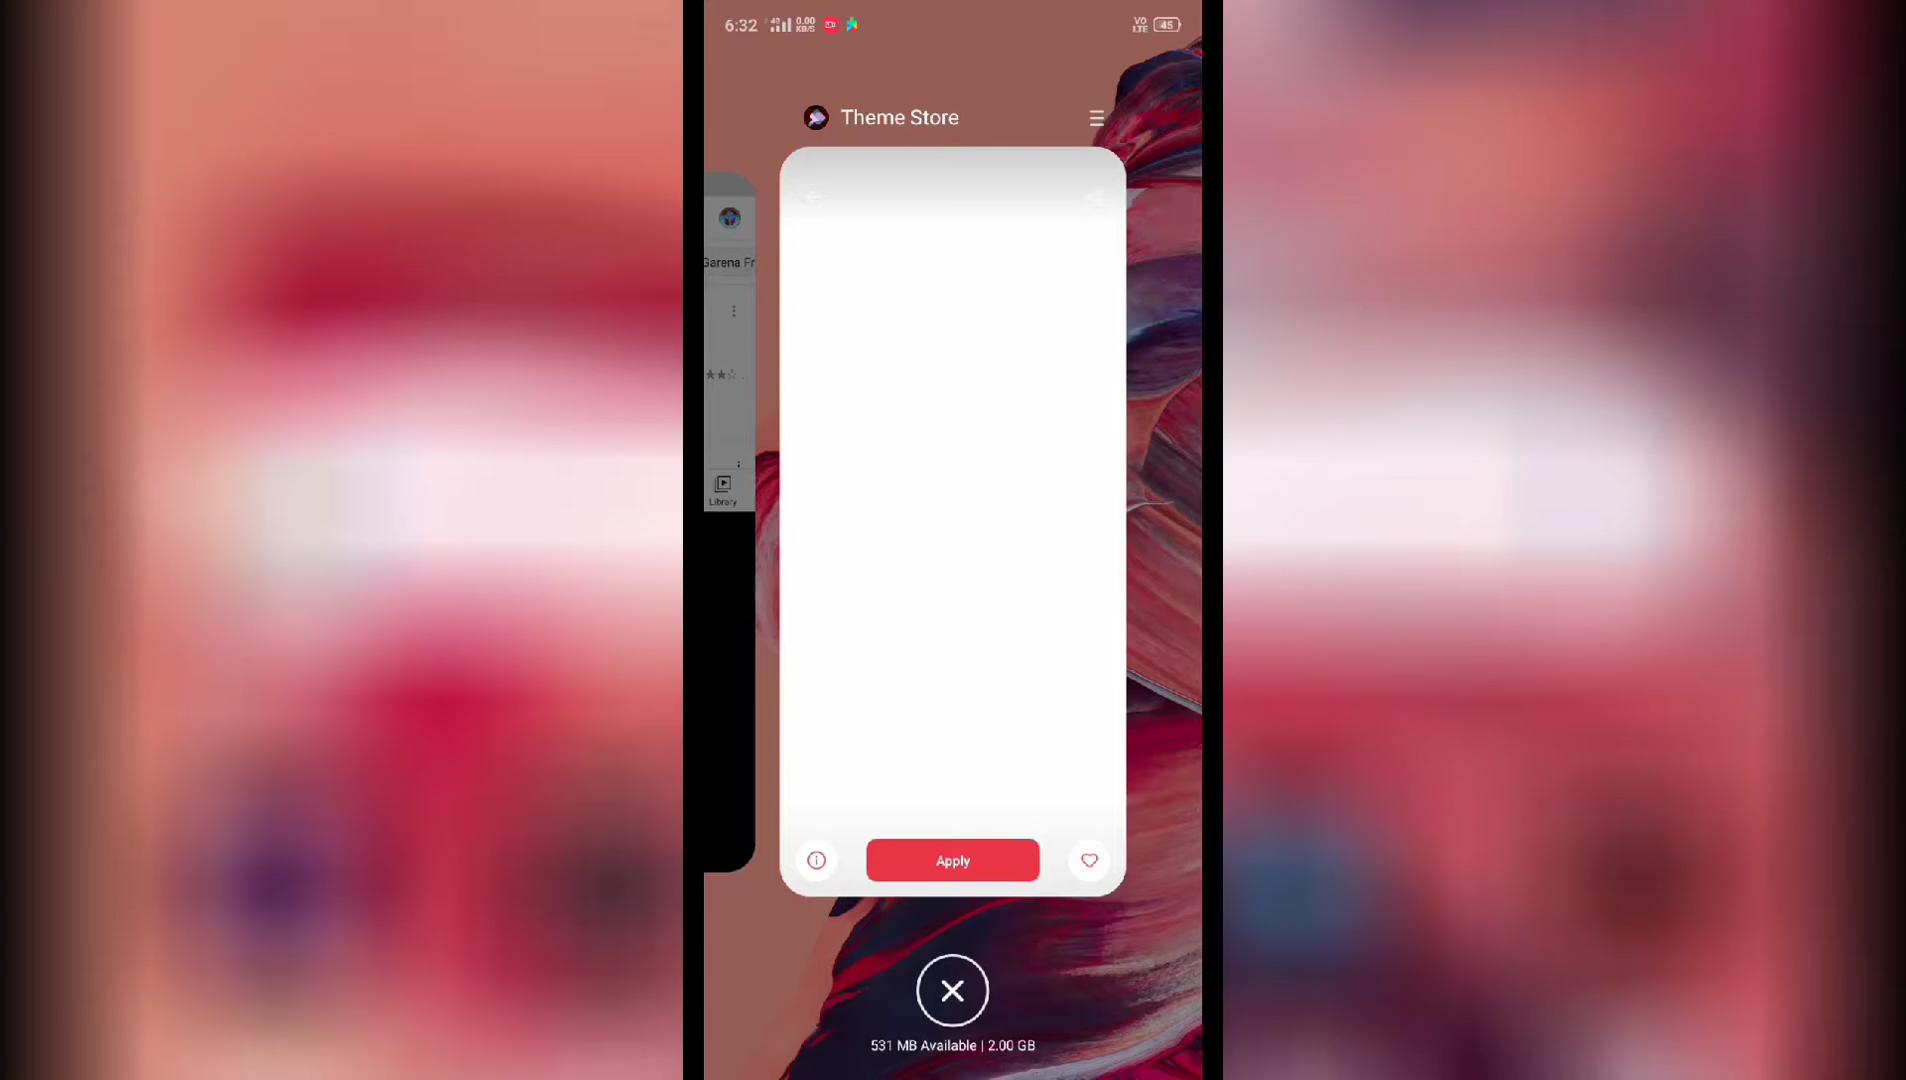 6:32 4G 0.00 KB/S VO LTE 45
Theme Store
Garena Fr
Library
Apply
531 MB Available | 2.00 GB